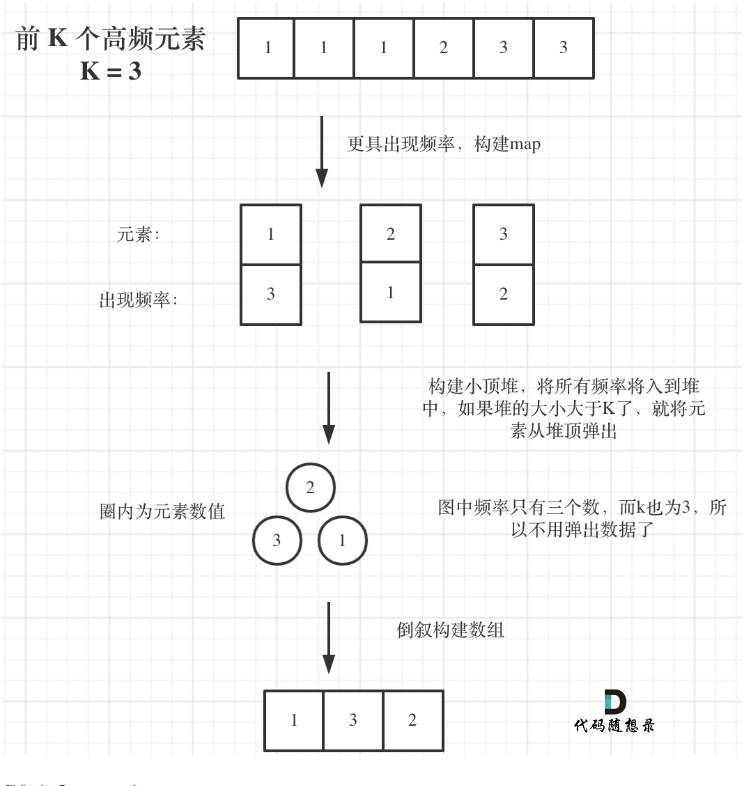 前 K 个高频元素
K = 3
1 1 1 2 3 3
更具出现频率，构建map
元素：
1 2 3
出现频率：
3 1 2
构建小顶堆，将所有频率将入到堆
中，如果堆的大小大于K了，就将元
素从堆顶弹出
圈内为元素数值
2
3 1
图中频率只有三个数，而k也为3，所
以不用弹出数据了
倒叙构建数组
1 3 2
代码随想录